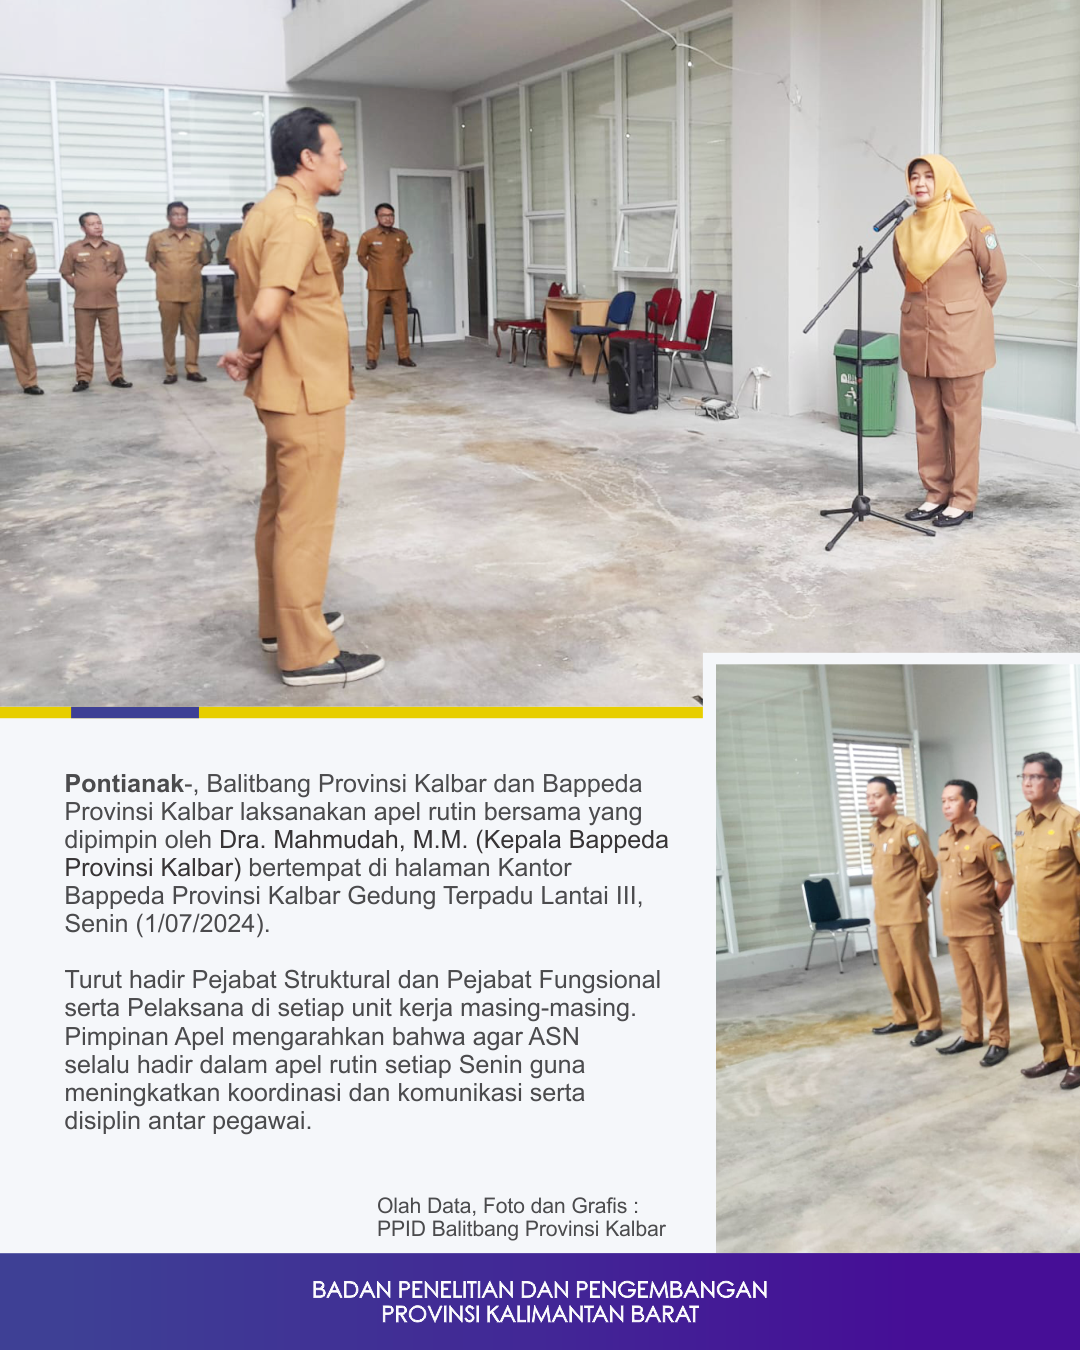 Pontianak-, Balitbang Provinsi Kalbar dan Bappeda
Provinsi Kalbar laksanakan apel rutin bersama yang
dipimpin oleh Dra. Mahmudah, M.M. (Kepala Bappeda
Provinsi Kalbar) bertempat di halaman Kantor
Bappeda Provinsi Kalbar Gedung Terpadu Lantai III,
Senin (1/07/2024).
Turut hadir Pejabat Struktural dan Pejabat Fungsional
serta Pelaksana di setiap unit kerja masing-masing.
Pimpinan Apel mengarahkan bahwa agar ASN
selalu hadir dalam apel rutin setiap Senin guna
meningkatkan koordinasi dan komunikasi serta
disiplin antar pegawai.
Olah Data, Foto dan Grafis :
PPID Balitbang Provinsi Kalbar
BADAN PENELITIAN DAN PENGEMBANGAN
PROVINSI KALIMANTAN BARAT